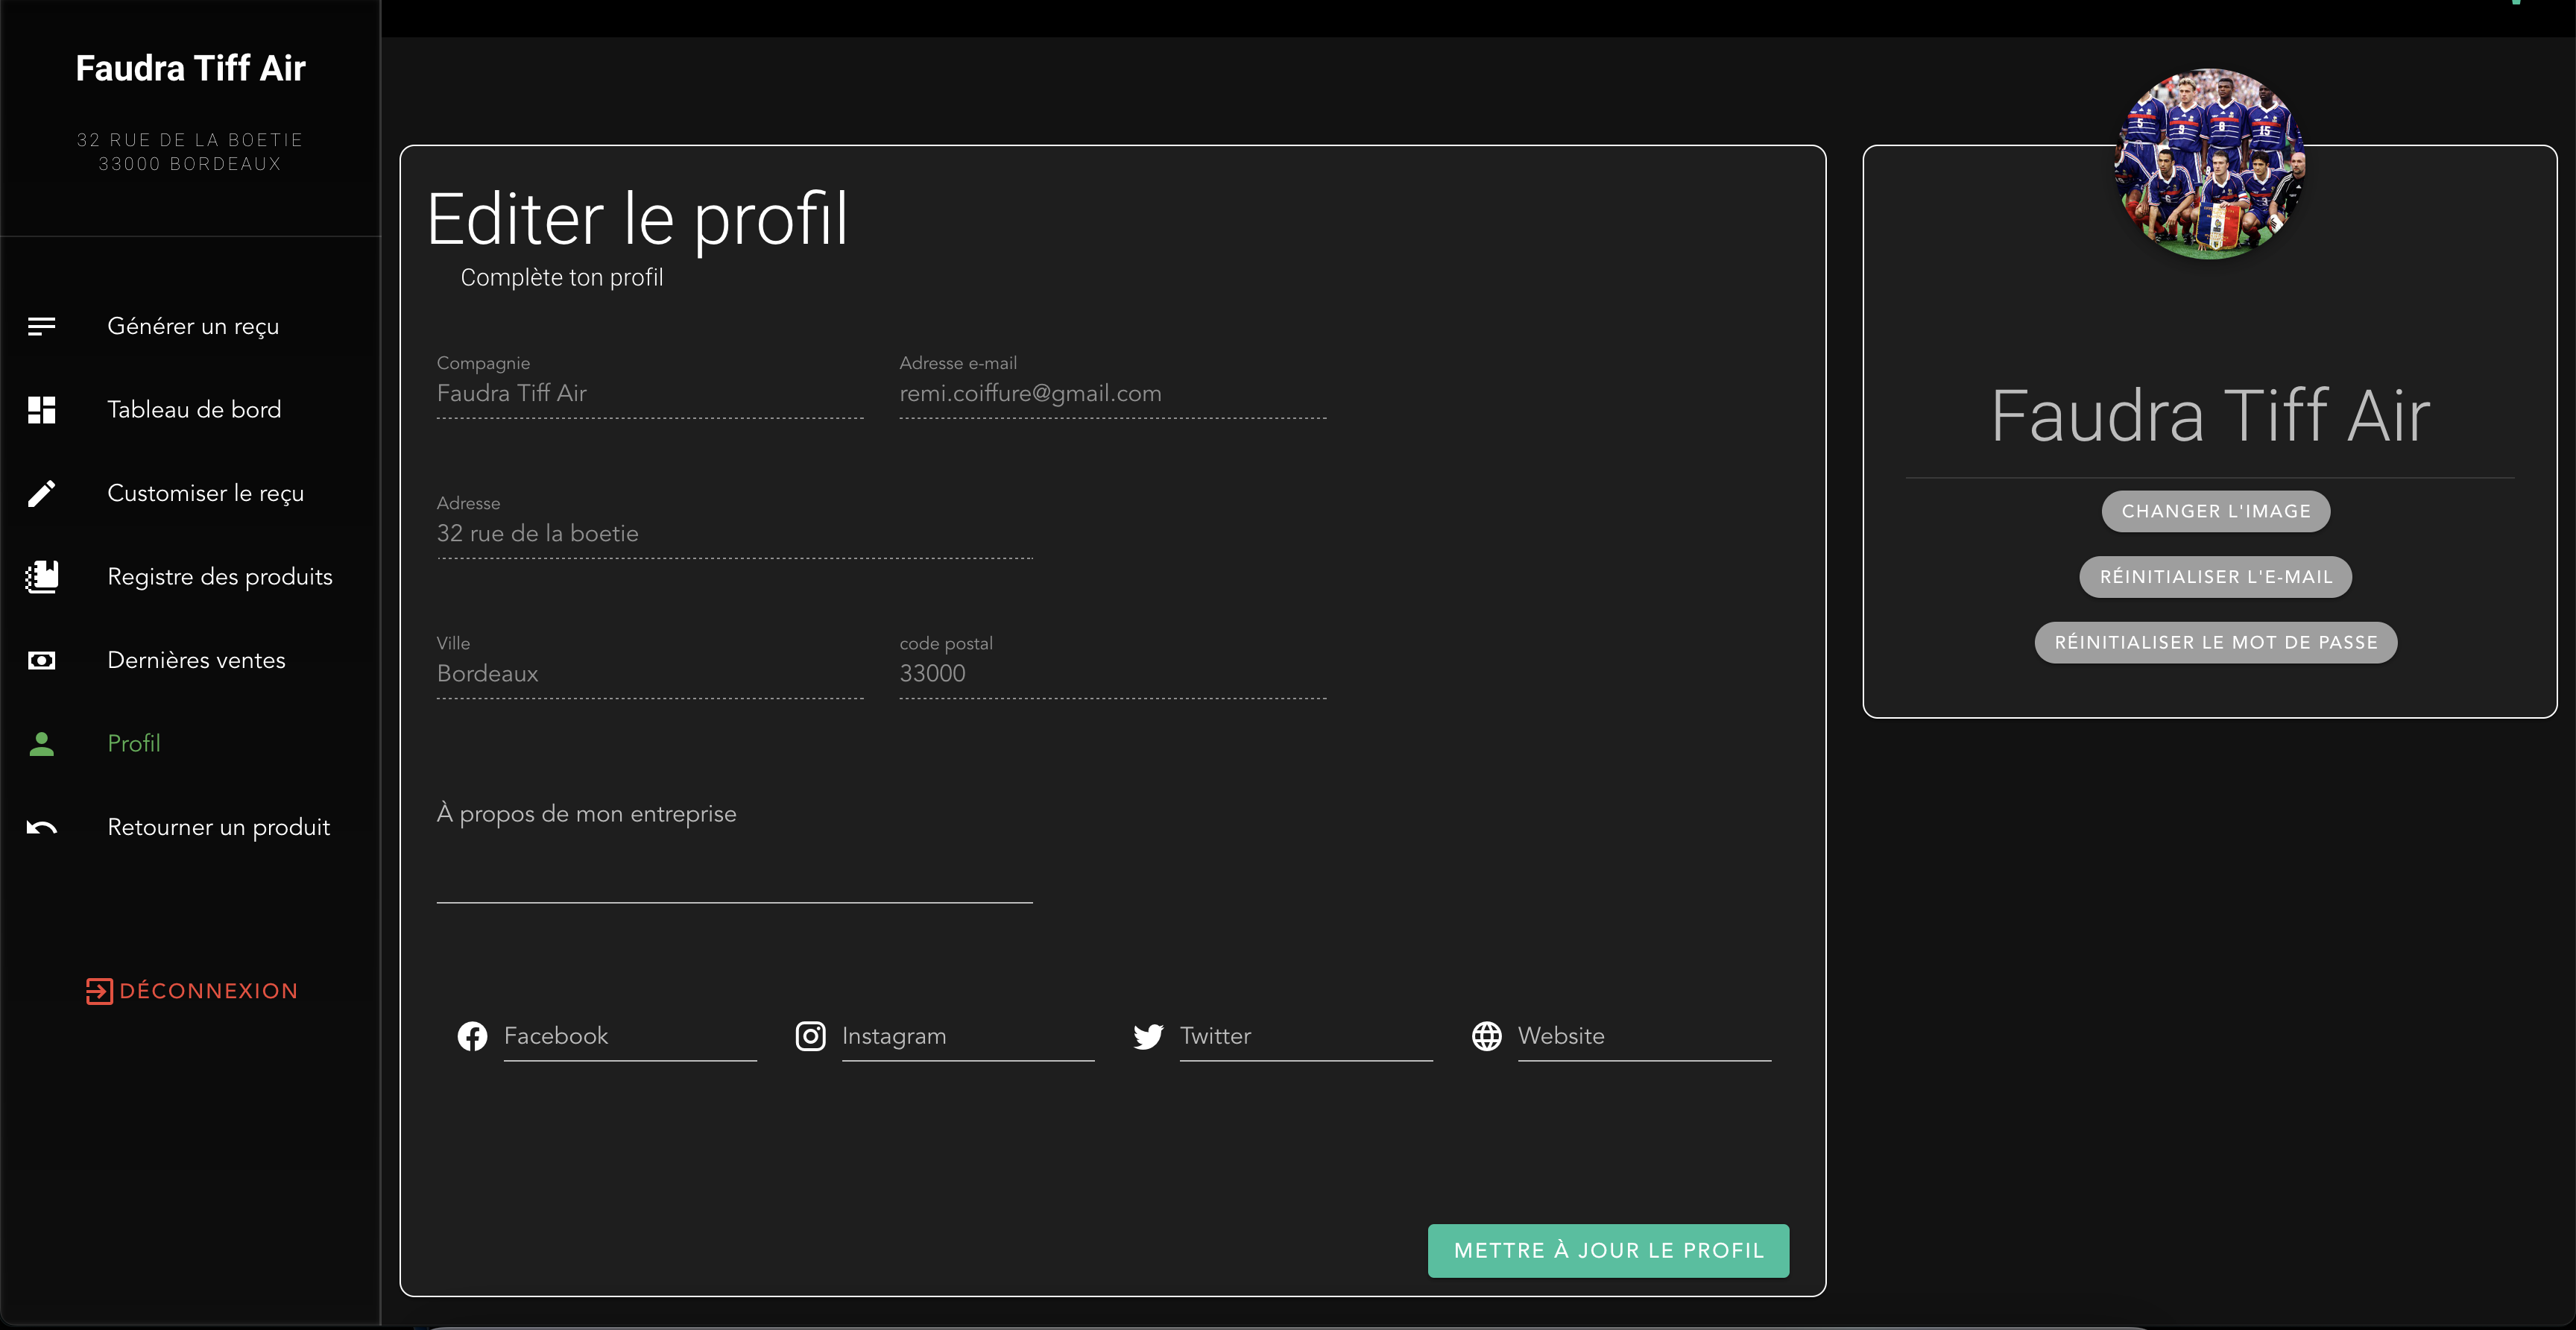 Faudra Tiff Air
32 RUE DE LA BOETIE
33000 BORDEAUX
Générer un reçu
Tableau de bord
Customiser le reçu
Registre des produits
Dernières ventes
Profil
Retourner un produit
DÉCONNEXION
Editer le profil
Complète ton profil
Compagnie
Faudra Tiff Air
Adresse e-mail
remi.coiffure@gmail.com
Adresse
32 rue de la boetie
Ville
Bordeaux
code postal
33000
À propos de mon entreprise
Facebook
Instagram
Twitter
Website
METTRE À JOUR LE PROFIL
5 9 8 15
Faudra Tiff Air
CHANGER L'IMAGE
RÉINITIALISER L'E-MAIL
RÉINITIALISER LE MOT DE PASSE